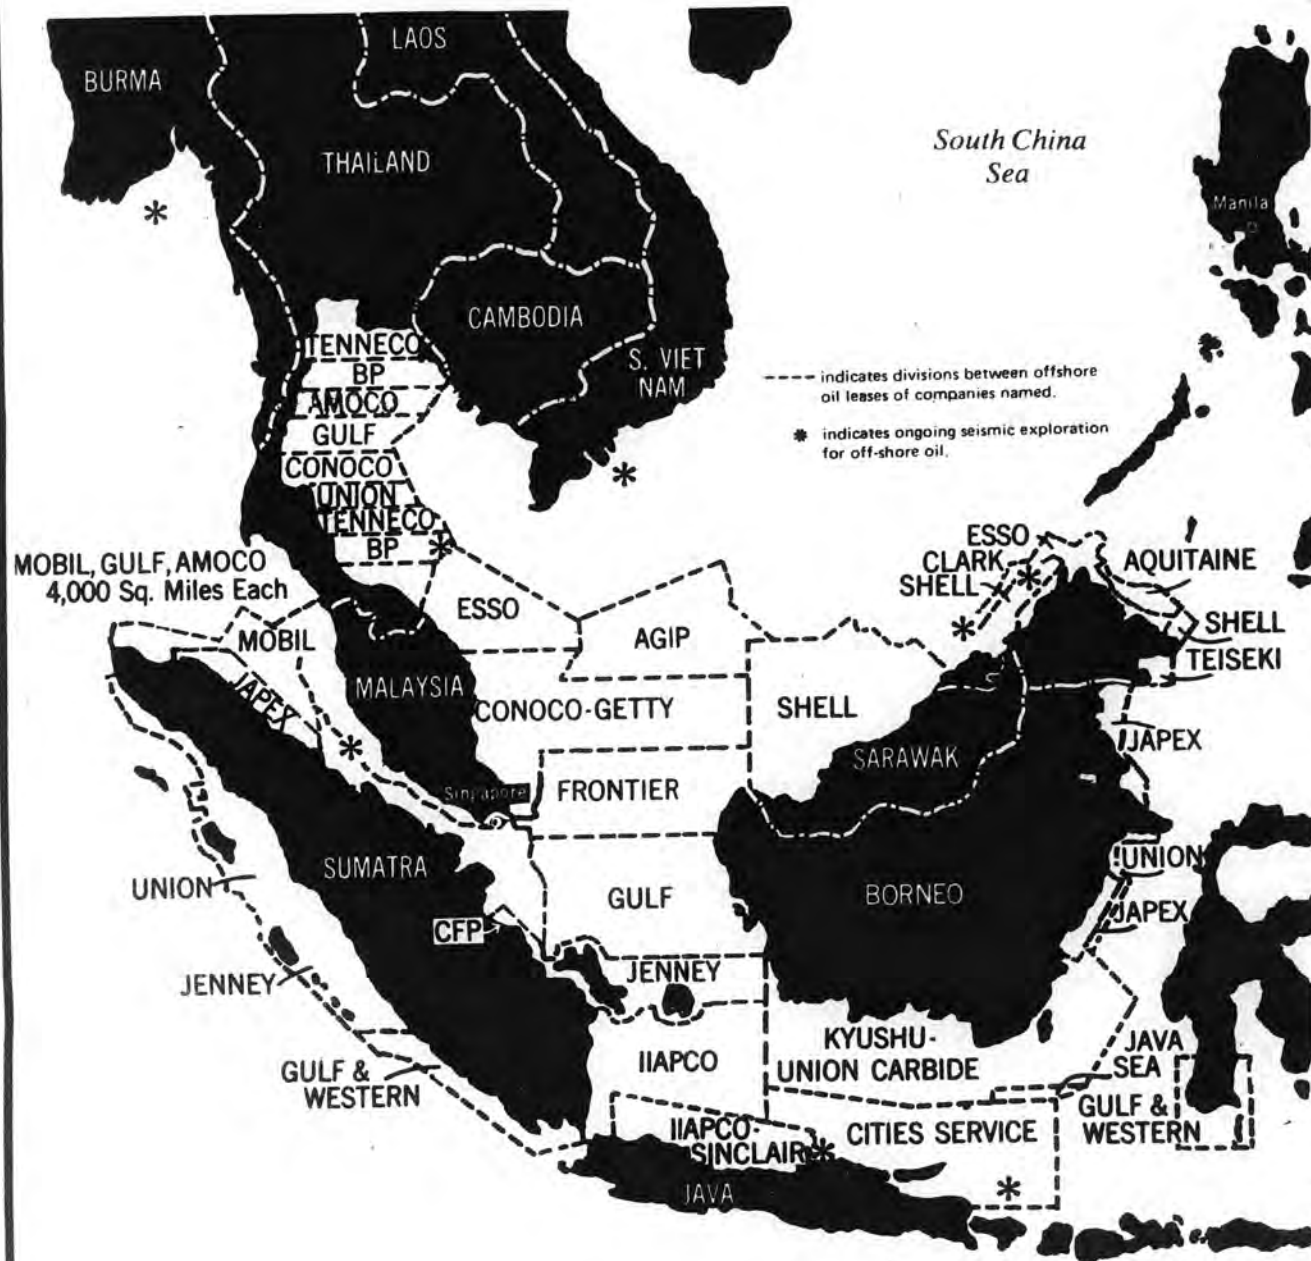 LAOS
BURMA
THAILAND
South China
Sea
Manila
CAMBODIA
TENNECO
BP
S. VIET
NAM
---- indicates divisions between offshore
oil leases of companies named.
AMOCO
GULF
* indicates ongoing seismic exploration
for off-shore oil.
CONOCO
UNION
TENNECO
BP
MOBIL, GULF, AMOCO
4,000 Sq. Miles Each
ESSO
CLARK
SHELL
AQUITAINE
ESSO
AGIP
MOBIL
SHELL
TEISEKI
JAPEX
MALAYSIA
CONOCO-GETTY
SHELL
JAPEX
SARAWAK
Singapore
FRONTIER
SUMATRA
UNION
UNION
GULF
BORNEO
JAPEX
CFP
JENNEY
JENNEY
KYUSHU-
UNION CARBIDE
JAVA
SEA
IIAPCO
GULF &
WESTERN
GULF &
WESTERN
IIAPCO-
SINCLAIR
CITIES SERVICE
JAVA